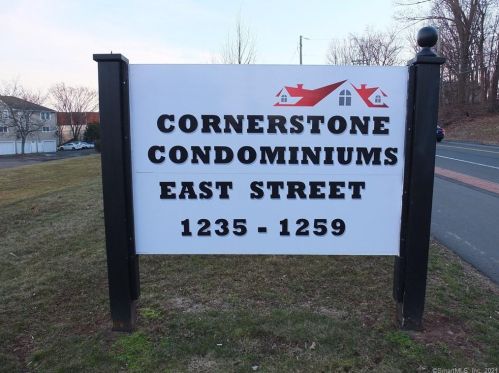 CORNERSTONE
CONDOMINIUMS
EAST STREET
1235 - 1259
©SmartMLS, Inc. 2021